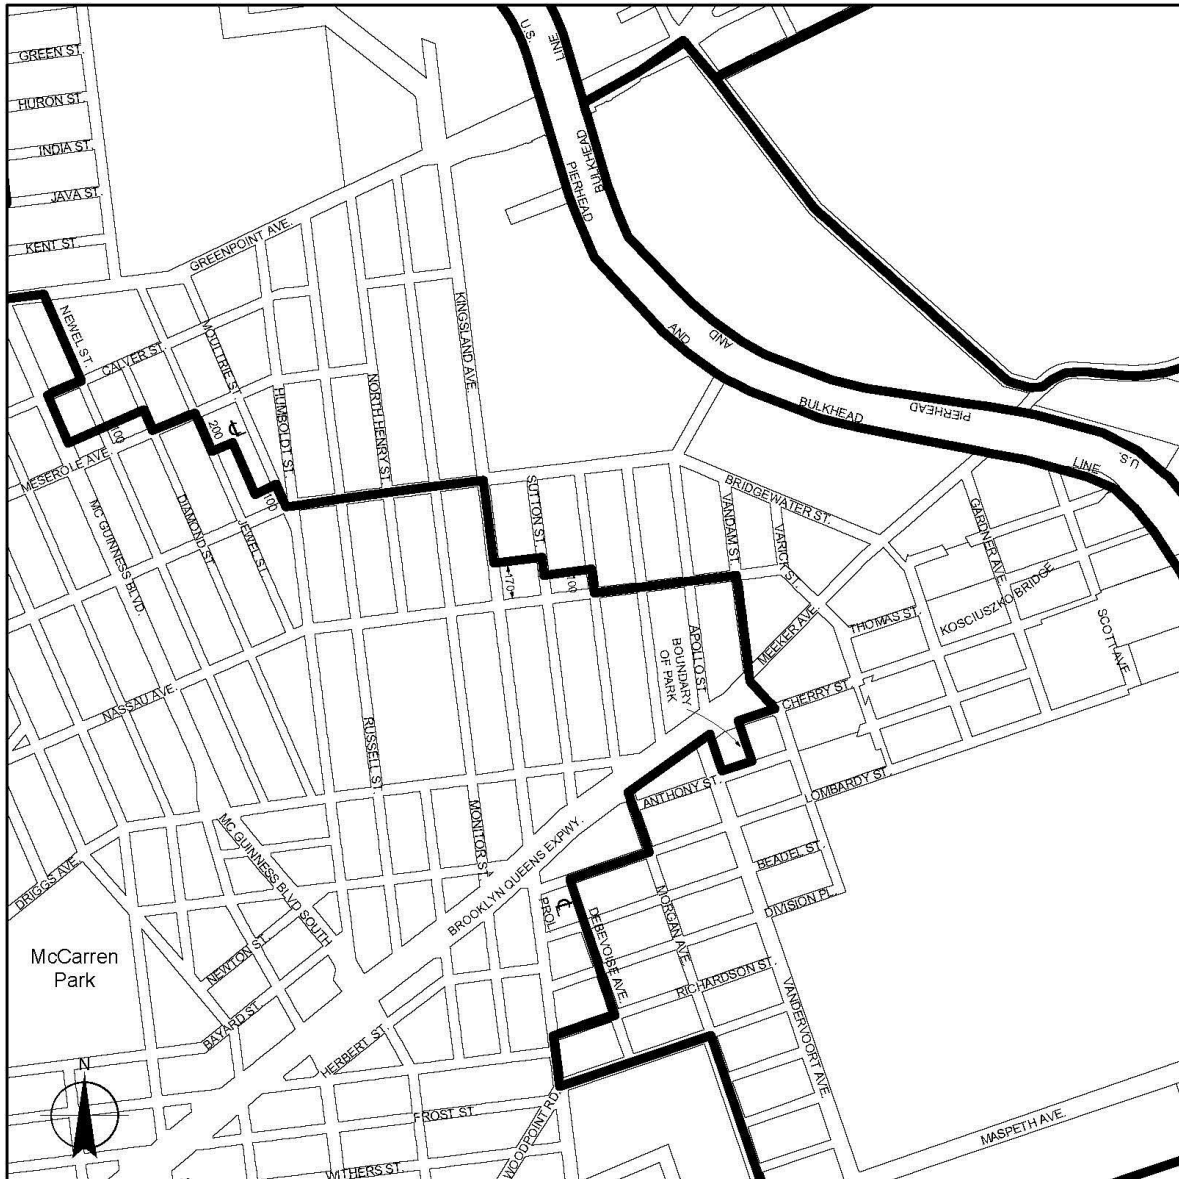 U.S.
LINE
GREEN ST.
HURON ST.
INDIA ST.
JAVA ST.
KENT ST.
BULKHEAD
PIERHEAD
GREENPOINT AVE.
NEWEL ST.
CALVER ST.
MOULTRIE ST.
KINGSLAND AVE.
AND
AND
HUMBOLDT ST.
NORTH HENRY ST.
BULKHEAD
PIERHEAD
U.S.
LINE
100
200
100
MESEROLE AVE.
MC GUINNESS BLVD.
DIAMOND ST.
JEWEL ST.
SUTTON ST.
BRIDGEWATER ST.
VANDAM ST.
VARICK ST.
GARDNER AVE.
170
100
KOSCIUSZKO BRIDGE
THOMAS ST.
SCOTT AVE
MEEKER AVE.
APOLLO ST.
BOUNDARY
OF PARK
CHERRY ST.
NASSAU AVE.
RUSSELL ST.
ANTHONY ST.
LOMBARDY ST.
MONITOR ST.
MC GUINNESS BLVD SOUTH
BROOKLYN QUEENS EXPWY.
BEADEL ST.
DRIGGS AVE.
DIVISION PL.
PROL
DEBEVOISE AVE.
MORGAN AVE
McCarren
Park
NEWTON ST.
RICHARDSON ST.
VANDERVOORT AVE.
BAYARD ST.
HERBERT ST.
N
FROST ST.
WOODPOINT RD.
MASPETH AVE.
WITHERS ST.